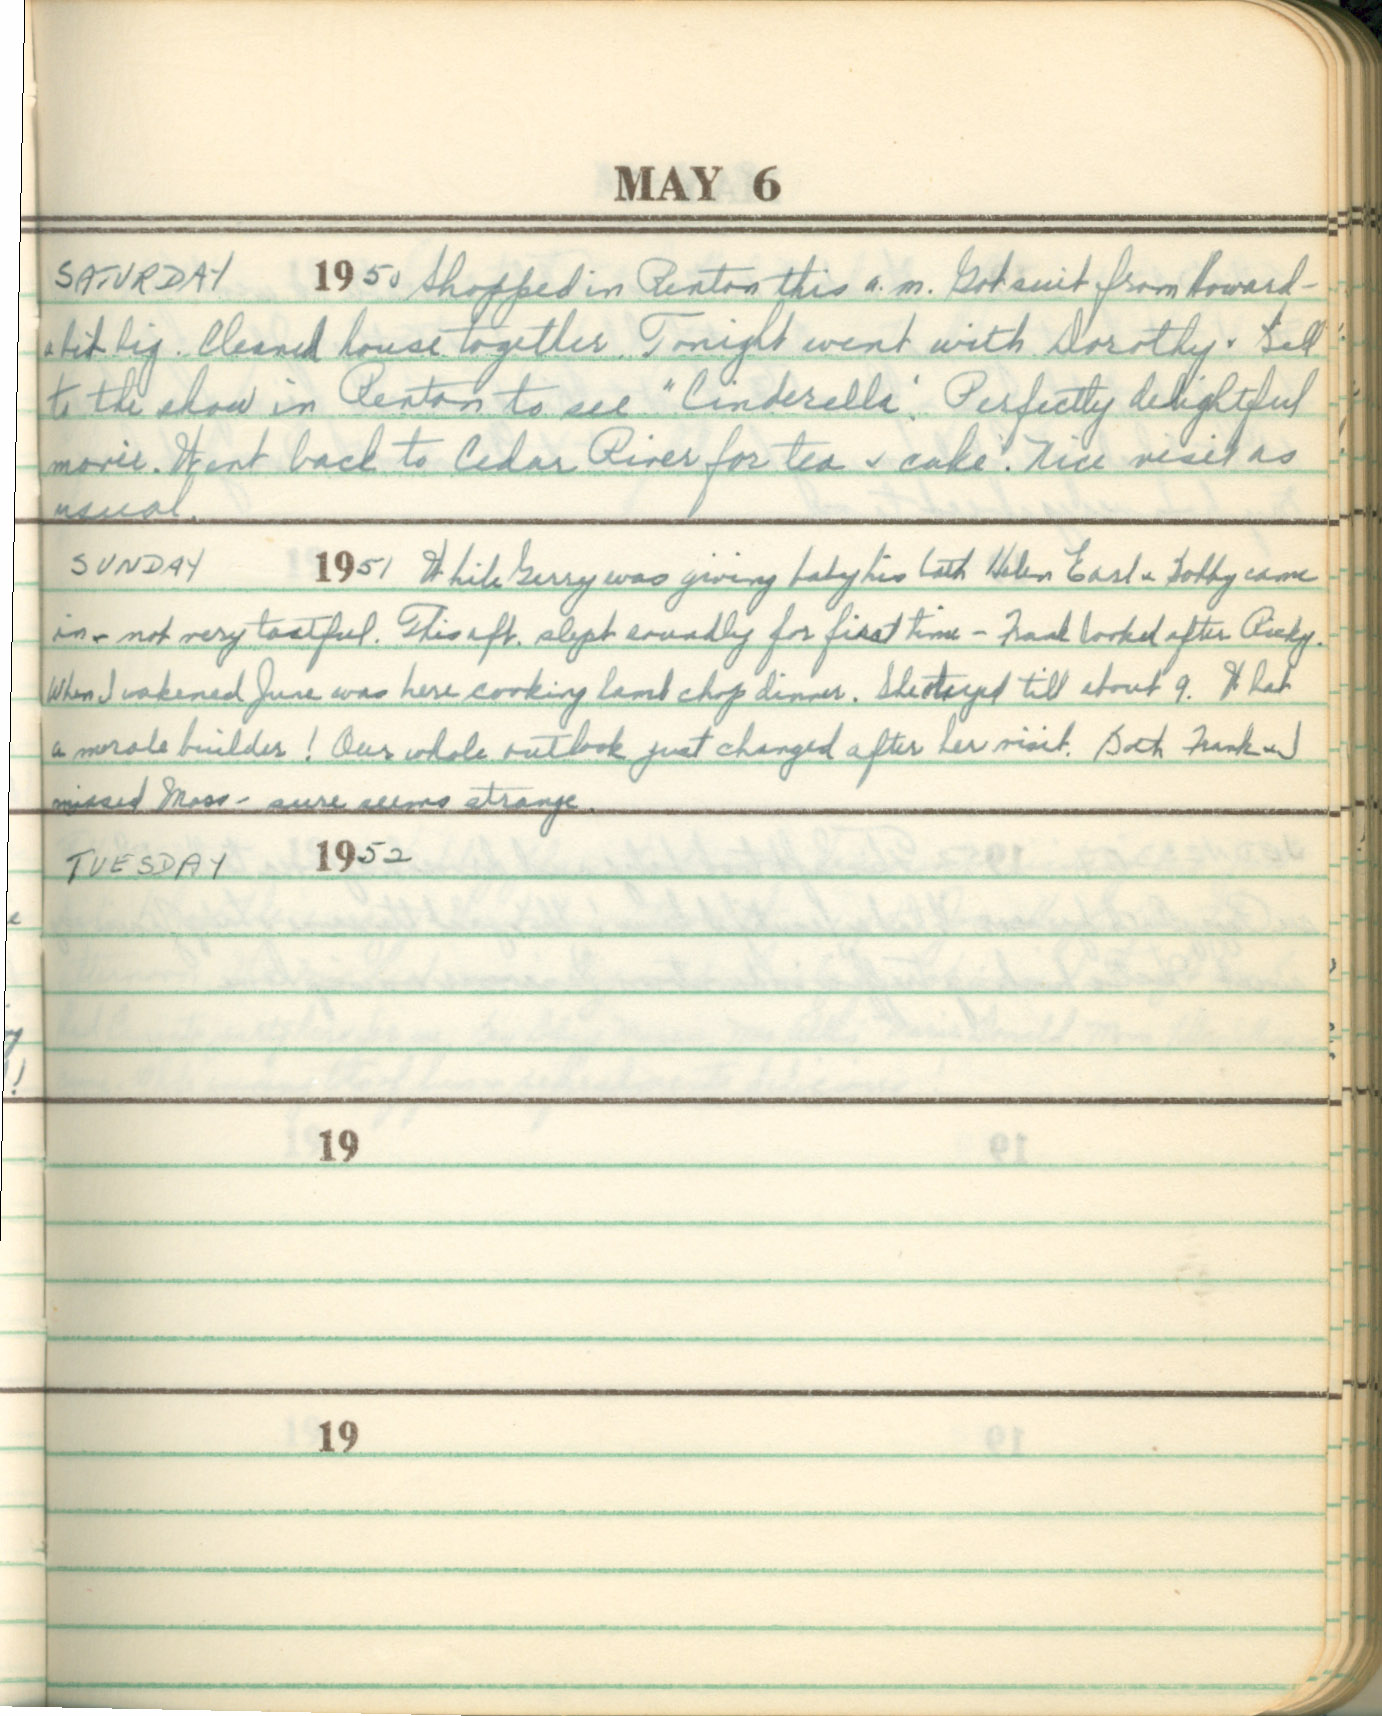 MAY 6
SATURDAY 1950 Shopped in Renton this a.m. Got suit from Howard -
a bit big. Cleaned house together. Tonight went with Dorothy & Bill
to the show in Renton to see "Cinderella". Perfectly delightful
movie. Went back to Cedar River for tea & cake. Nice visit as
usual.
SUNDAY 1951 While Gerry was giving baby his bath Helen Earl & Bobby came
in - not very tactful. This aft. slept soundly for first time - Frank looked after Ricky.
When I wakened June was here cooking lamb chop dinner. She stayed till about 9. What
a morale builder! Our whole outlook just changed after her visit. Both Frank & I
missed Moss - sure seems strange.
TUESDAY 1952
19
19